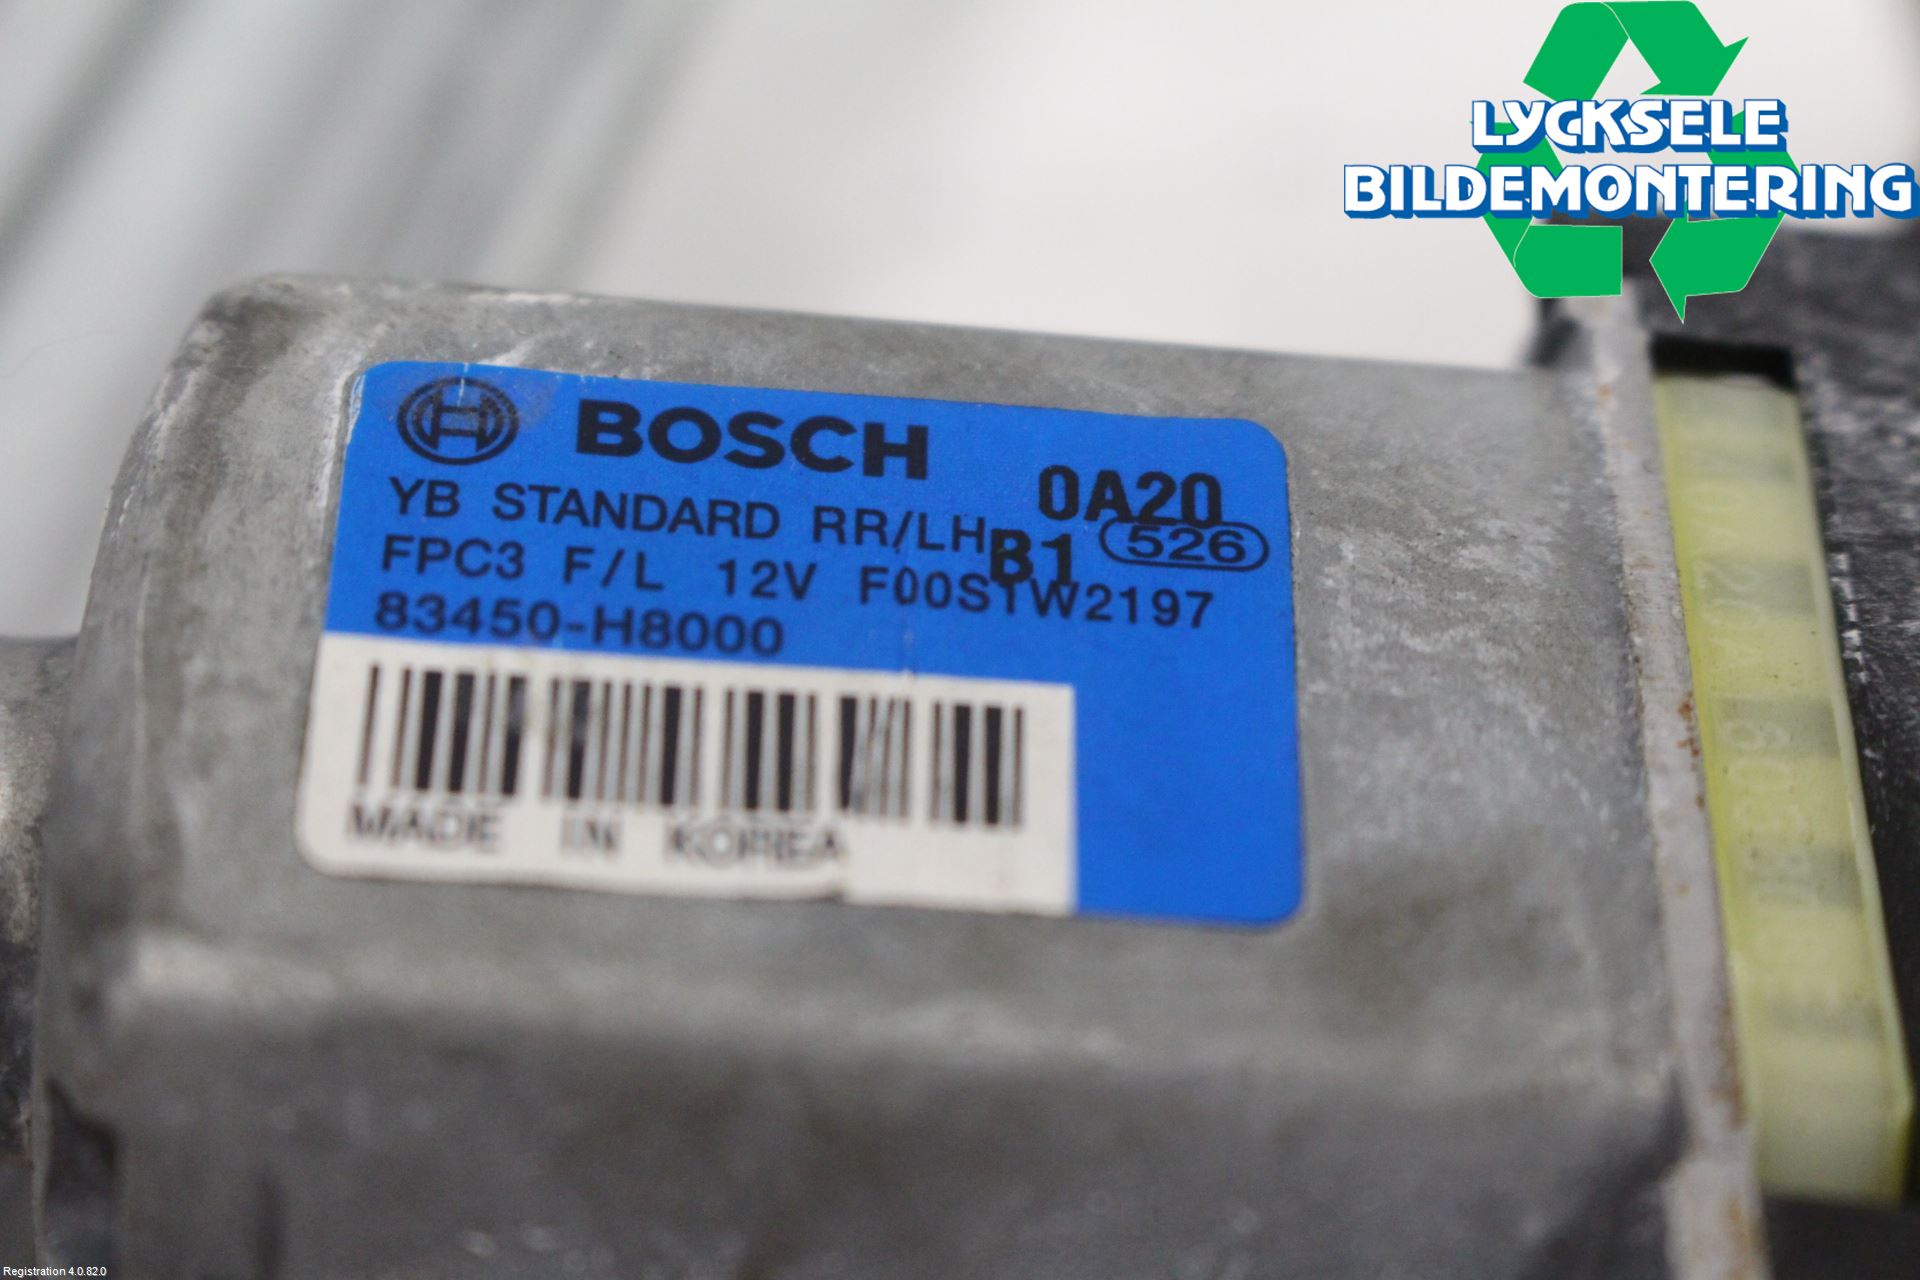 LYCKSELE
BILDEMONTERING
BOSCH
0A20
YB STANDARD RR/LH B1 526
FPC3 F/L 12V F00S1W2197
83450-H8000
MADE IN KOREA
Registration 4.0.82.0